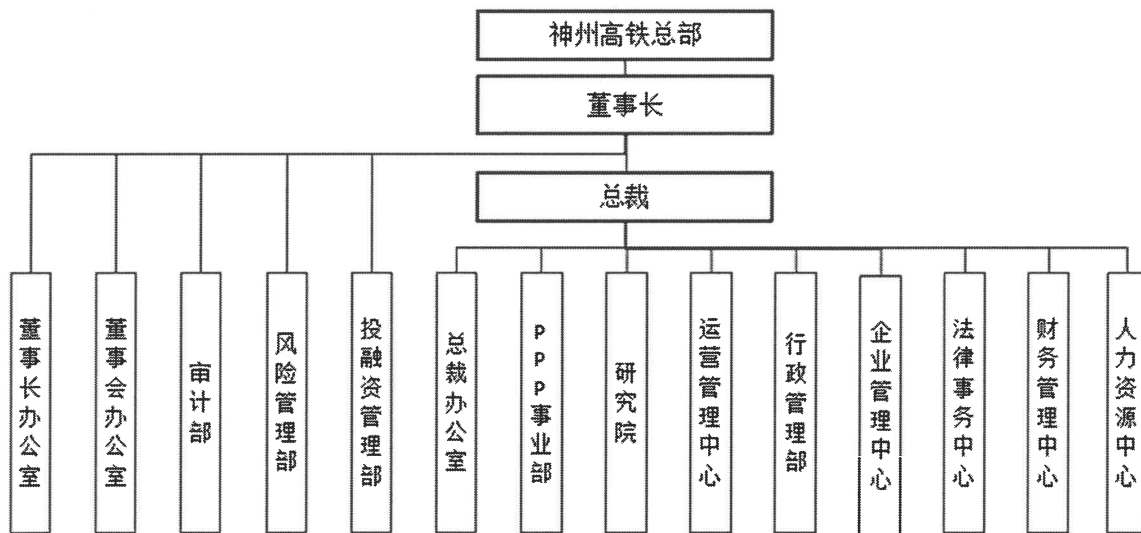 神州高铁总部
董事长
总裁
董事长办公室
董事会办公室
审计部
风险管理部
投融资管理部
总裁办公室
PPP事业部
研究院
运营管理中心
行政管理部
企业管理中心
法律事务中心
财务管理中心
人力资源中心